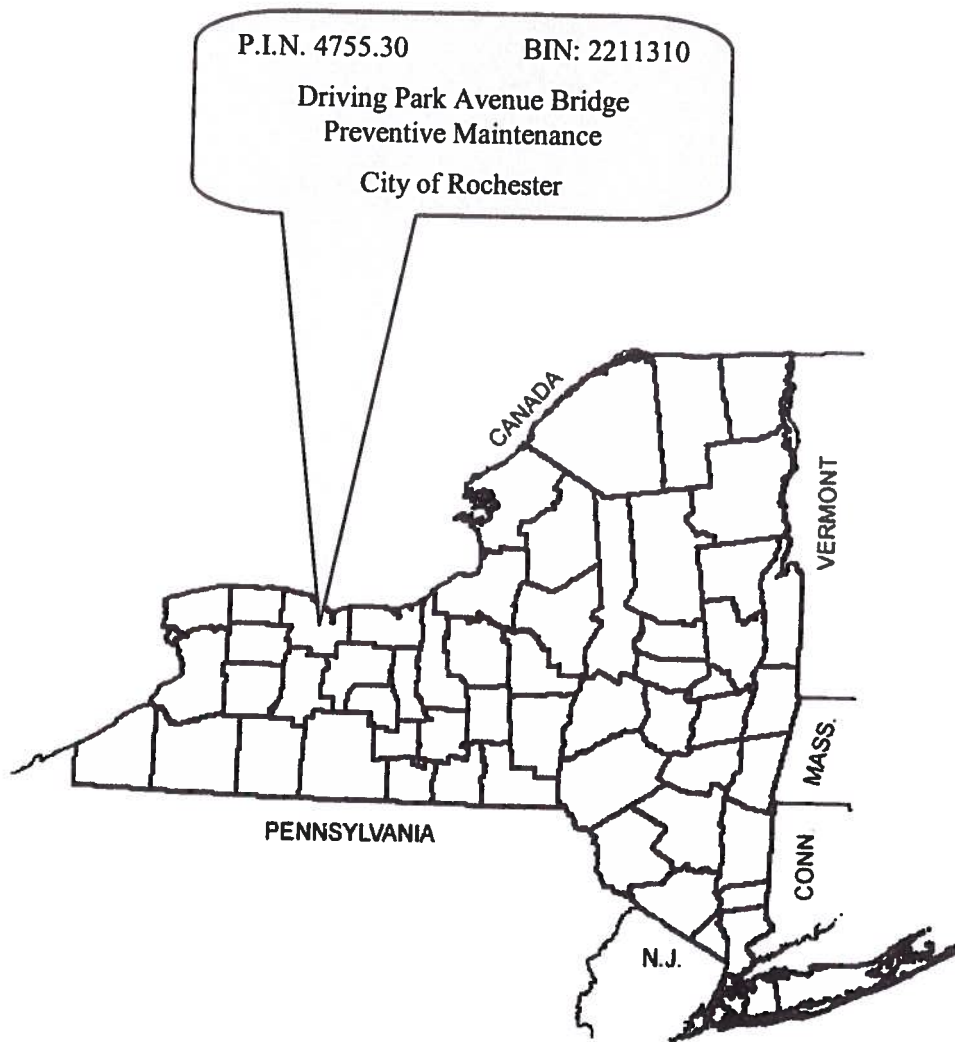 P.I.N. 4755.30 BIN: 2211310
Driving Park Avenue Bridge
Preventive Maintenance
City of Rochester
CANADA
VERMONT
MASS.
PENNSYLVANIA
CONN
N.J.